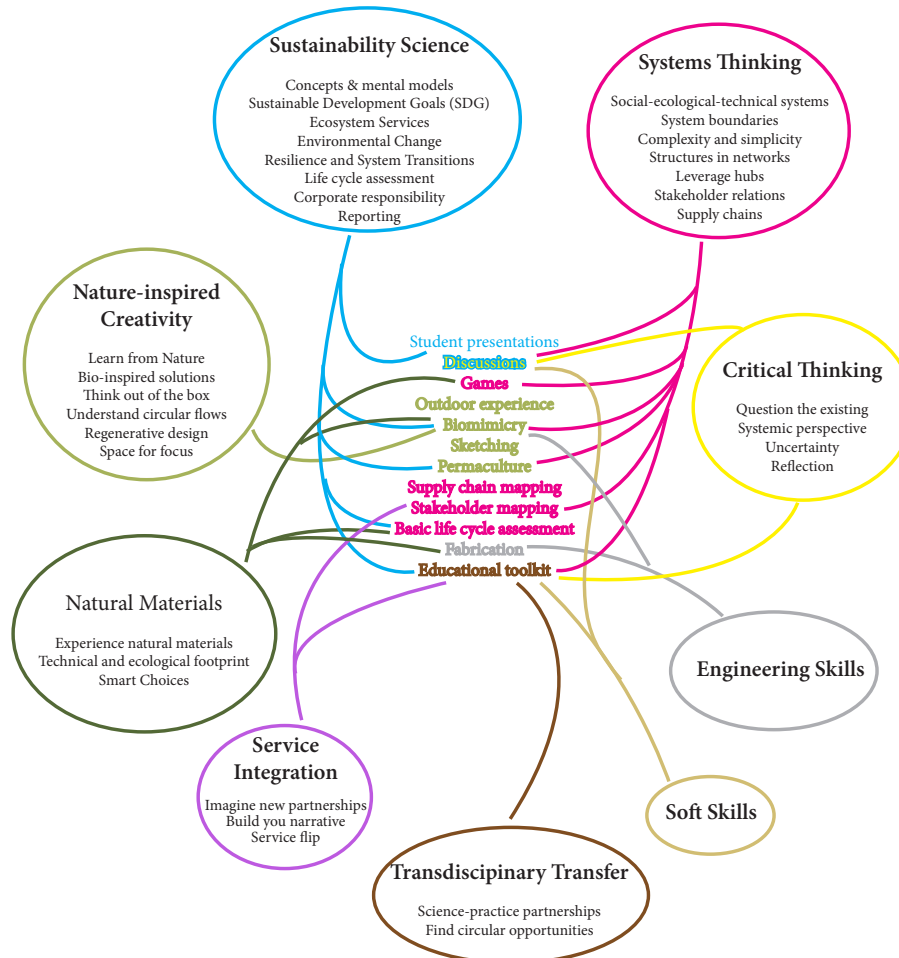 Sustainability Science
Concepts & mental models
Sustainable Development Goals (SDG)
Ecosystem Services
Environmental Change
Resilience and System Transitions
Life cycle assessment
Corporate responsibility
Reporting
Systems Thinking
Social-ecological-technical systems
System boundaries
Complexity and simplicity
Structures in networks
Leverage hubs
Stakeholder relations
Supply chains
Nature-inspired
Creativity
Learn from Nature
Bio-inspired solutions
Think out of the box
Understand circular flows
Regenerative design
Space for focus
Student presentations
Discussions
Games
Outdoor experience
Biomimicry
Sketching
Permaculture
Supply chain mapping
Stakeholder mapping
Basic life cycle assessment
Fabrication
Educational toolkit
Critical Thinking
Question the existing
Systemic perspective
Uncertainty
Reflection
Natural Materials
Experience natural materials
Technical and ecological footprint
Smart Choices
Engineering Skills
Service
Integration
Imagine new partnerships
Build you narrative
Service flip
Soft Skills
Transdiscipinary Transfer
Science-practice partnerships
Find circular opportunities